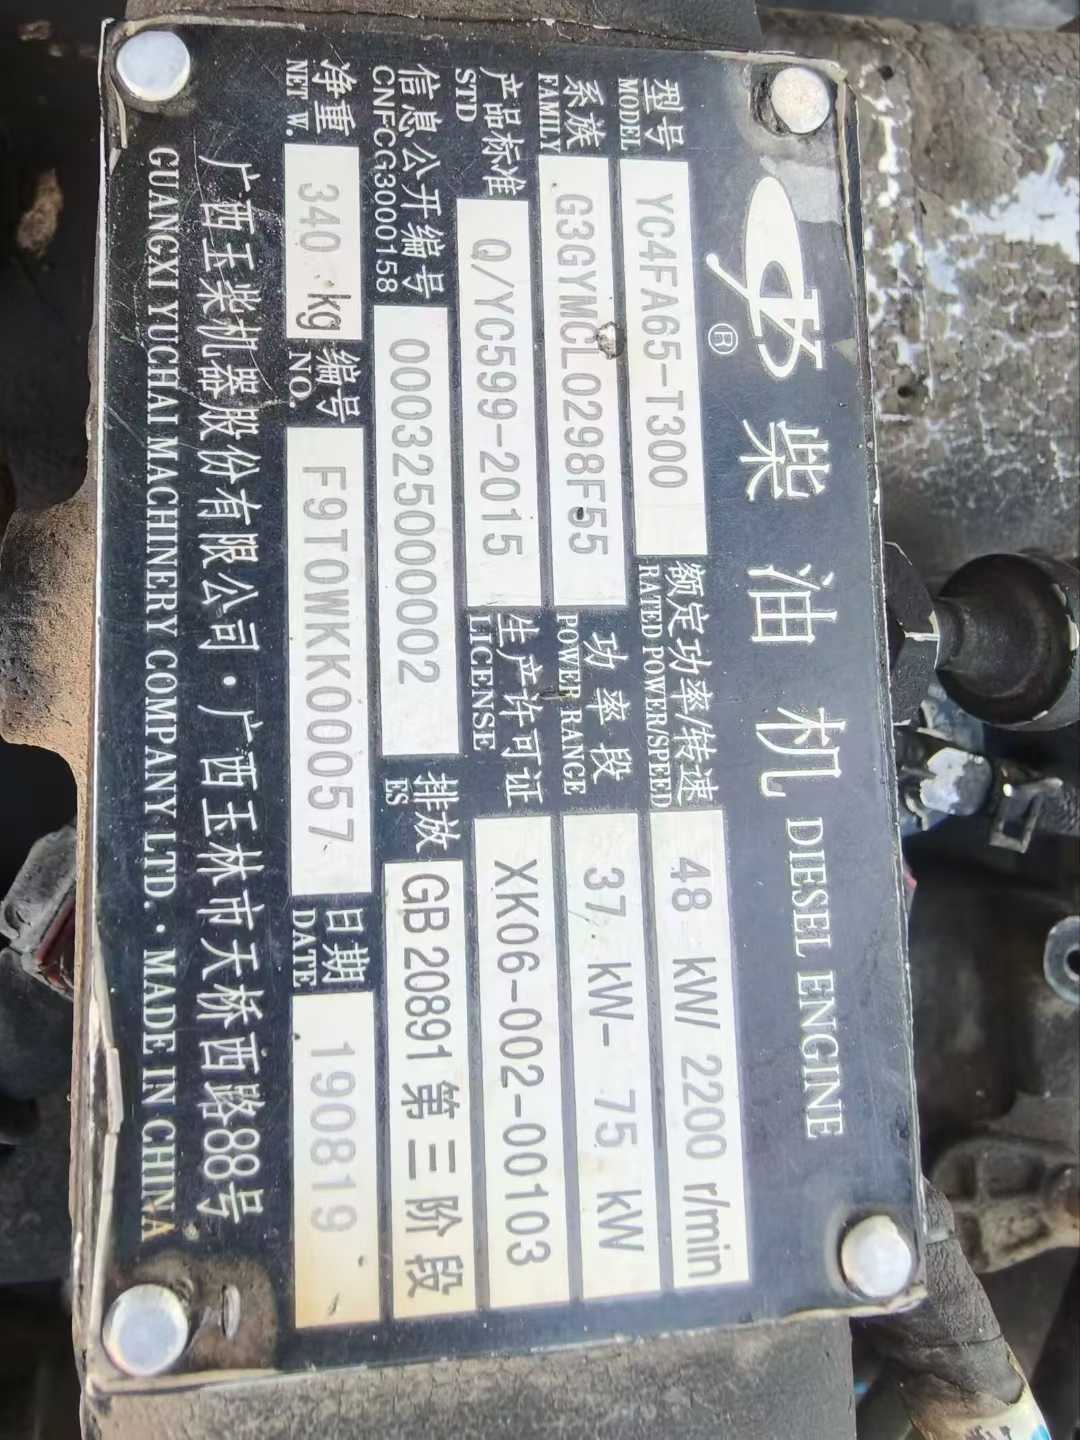 柴油机 DIESEL ENGINE
®
型号 YC4FA65-T300 额定功率/转速 48 kW/ 2200 r/min
MODEL RATED POWER/SPEED
系族 G3GYMCL0298F55 功率段 37 kW- 75 kW
FAMILY POWER RANGE
产品标准 Q/YC599-2015 生产许可证 XK06-002-00103
STD LICENSE
信息公开编号 00032500002 排放 GB 20891 第三阶段
CNFCG3000158 ES
净重 340 kg 编号 F9T0WKK00057 日期 190819
NET W. NO. DATE
广西玉柴机器股份有限公司·广西玉林市天桥西路88号
GUANGXI YUCHAI MACHINERY COMPANY LTD. · MADE IN CHINA